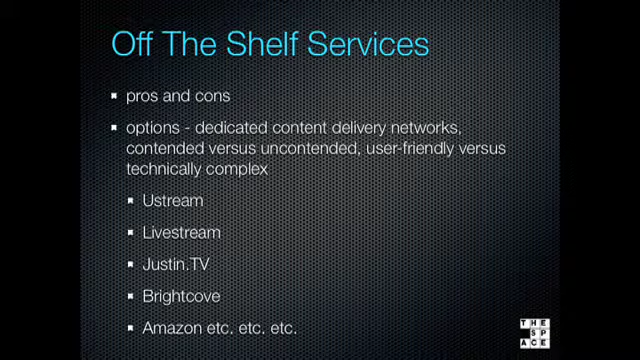 Off The Shelf Services
pros and cons
options - dedicated content delivery networks,
contended versus uncontended, user-friendly versus
technically complex
Ustream
Livestream
Justin.TV
Brightcove
Amazon etc. etc. etc.
THE
SP
ACE